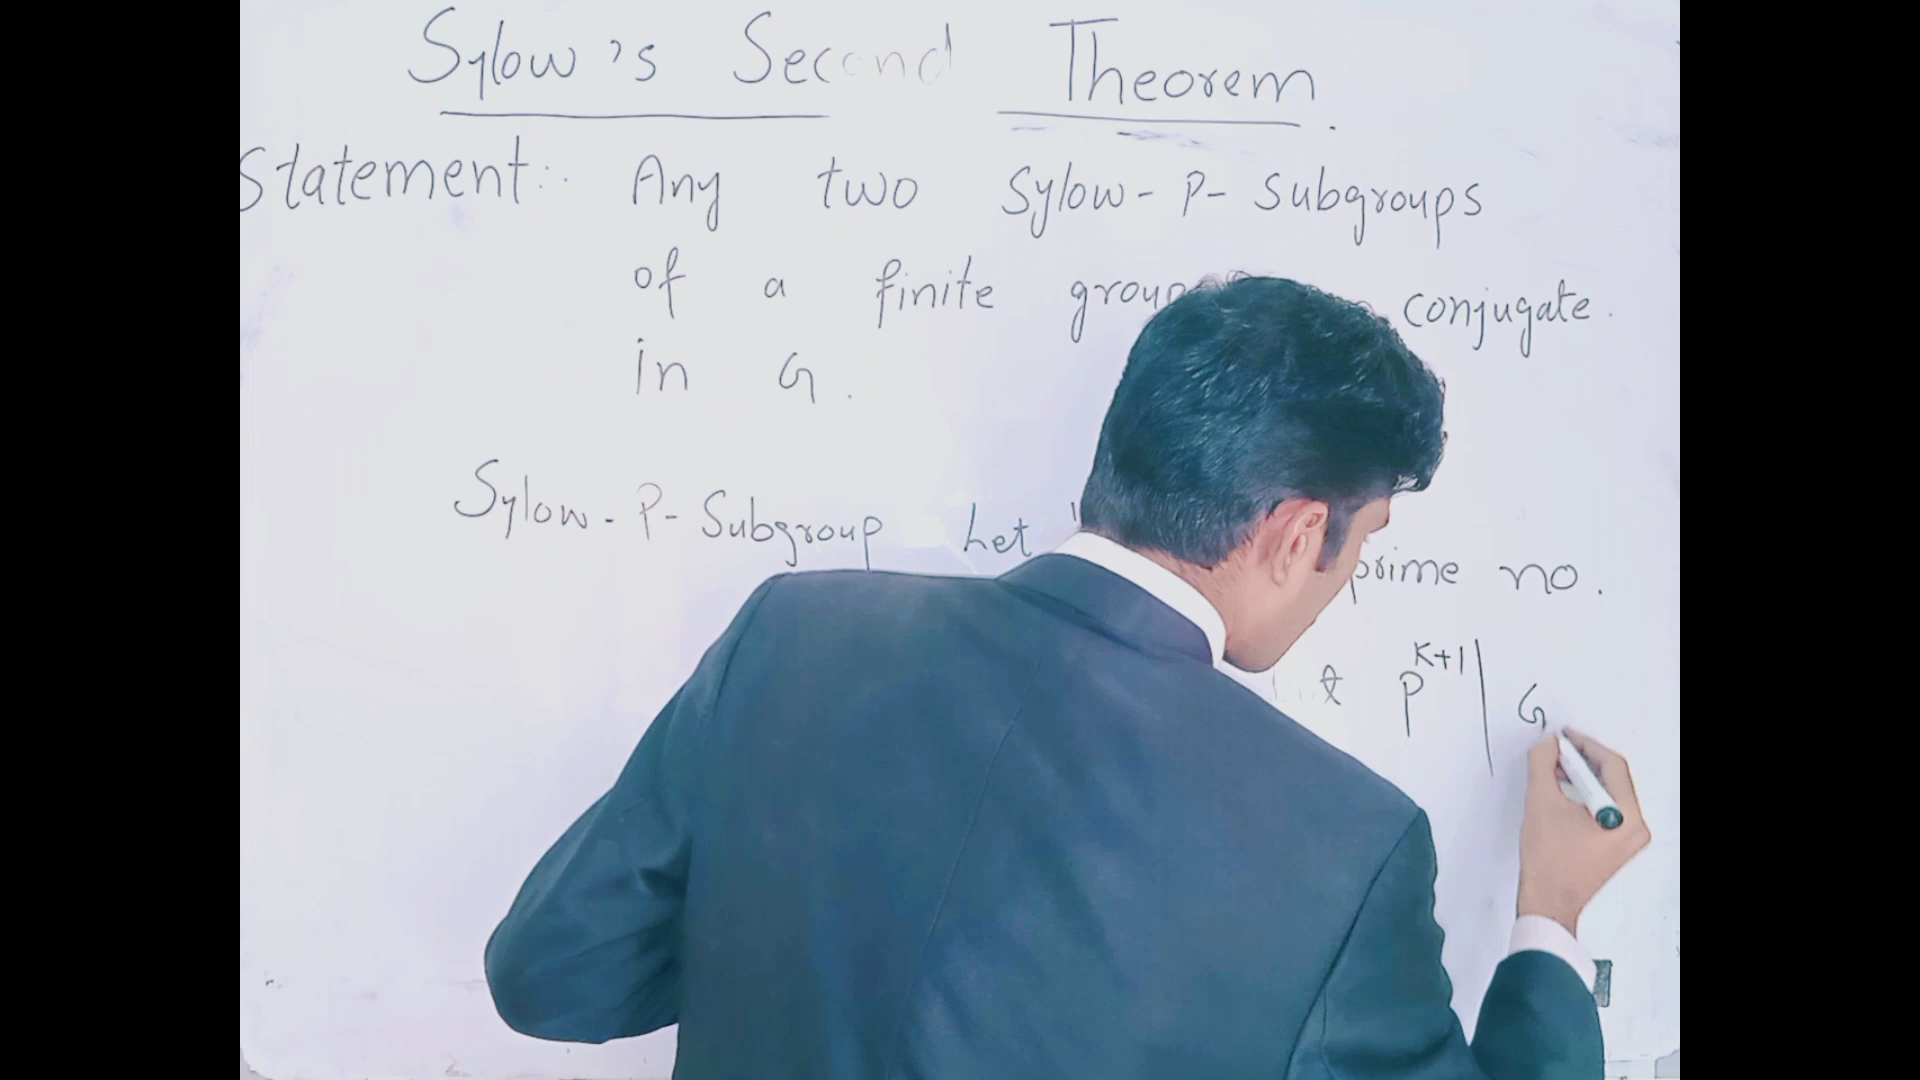 Sylow's Second Theorem.
Statement:. Any two Sylow-P-Subgroups
of a finite group conjugate.
in G.
Sylow-P-Subgroup Let prime no.
& P^K+1 | G